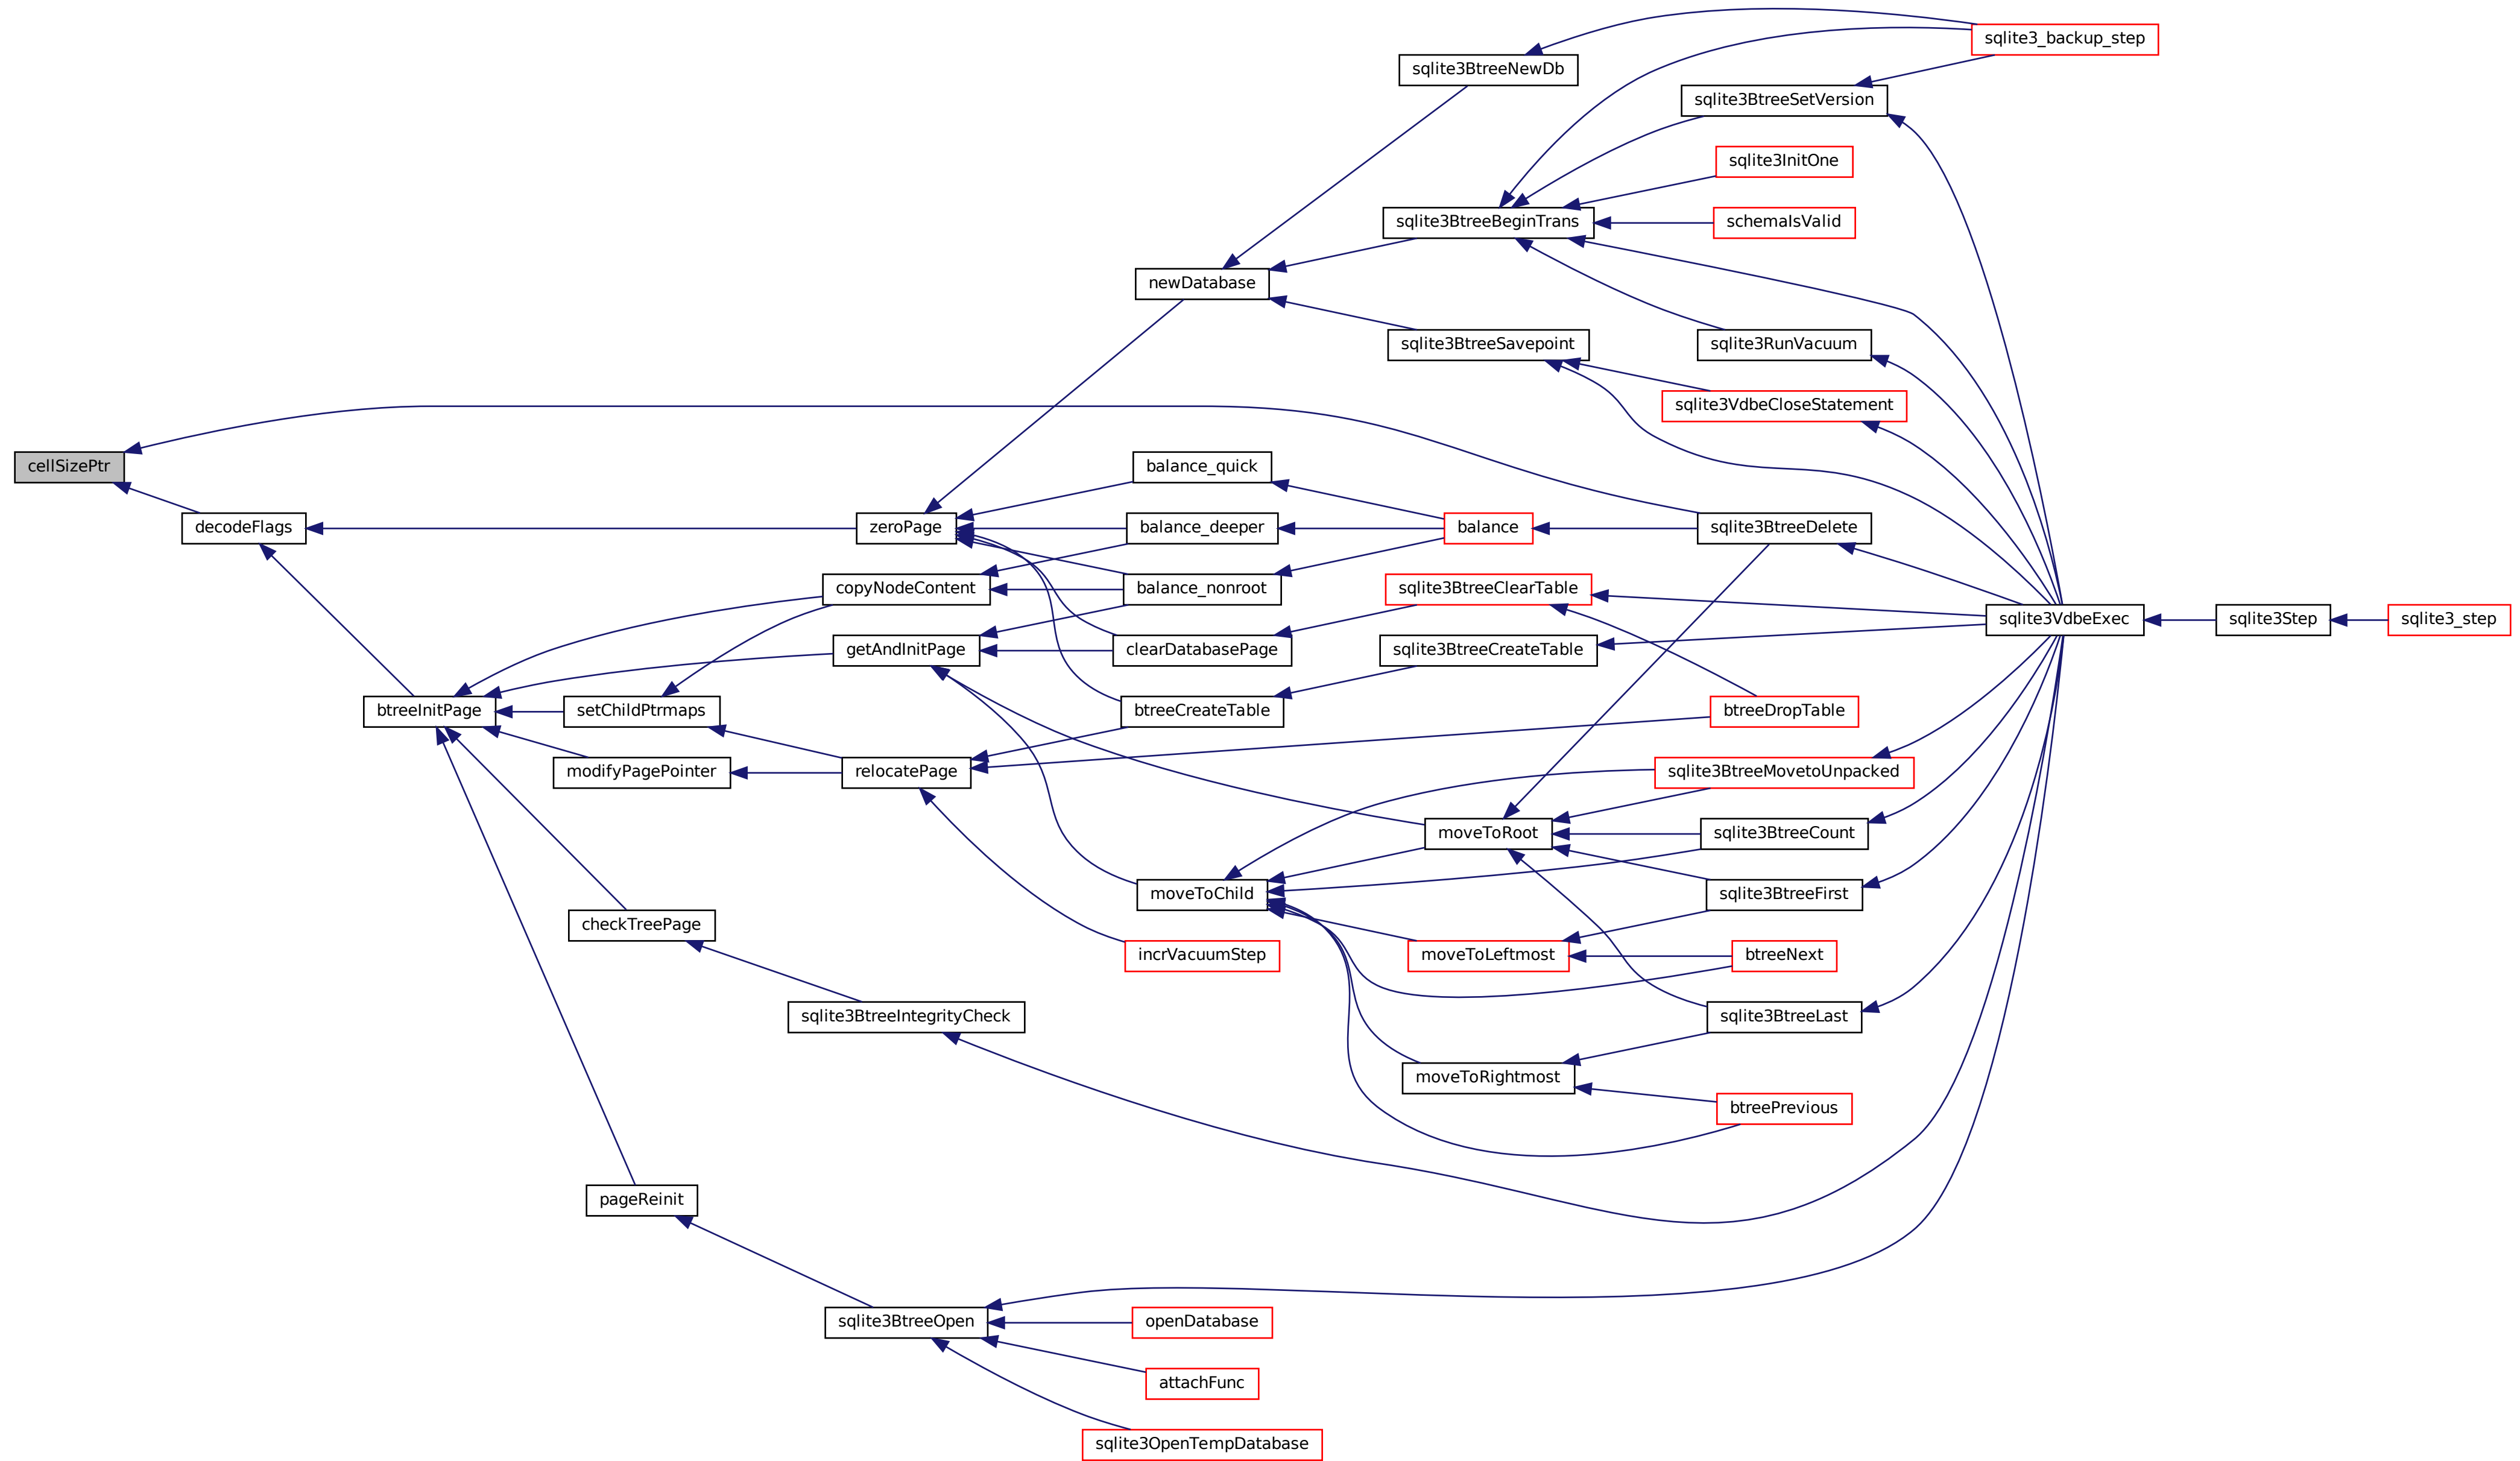 sqlite3_backup_step
sqlite3BtreeNewDb
sqlite3BtreeSetVersion
sqlite3InitOne
sqlite3BtreeBeginTrans
schemaIsValid
newDatabase
sqlite3BtreeSavepoint
sqlite3RunVacuum
sqlite3VdbeCloseStatement
cellSizePtr
balance_quick
decodeFlags
zeroPage
balance_deeper
balance
sqlite3BtreeDelete
copyNodeContent
balance_nonroot
sqlite3BtreeClearTable
sqlite3VdbeExec
sqlite3Step
sqlite3_step
getAndInitPage
clearDatabasePage
sqlite3BtreeCreateTable
btreeInitPage
setChildPtrmaps
btreeCreateTable
btreeDropTable
modifyPagePointer
relocatePage
sqlite3BtreeMovetoUnpacked
moveToRoot
sqlite3BtreeCount
moveToChild
sqlite3BtreeFirst
checkTreePage
incrVacuumStep
moveToLeftmost
btreeNext
sqlite3BtreeIntegrityCheck
sqlite3BtreeLast
moveToRightmost
btreePrevious
pageReinit
sqlite3BtreeOpen
openDatabase
attachFunc
sqlite3OpenTempDatabase